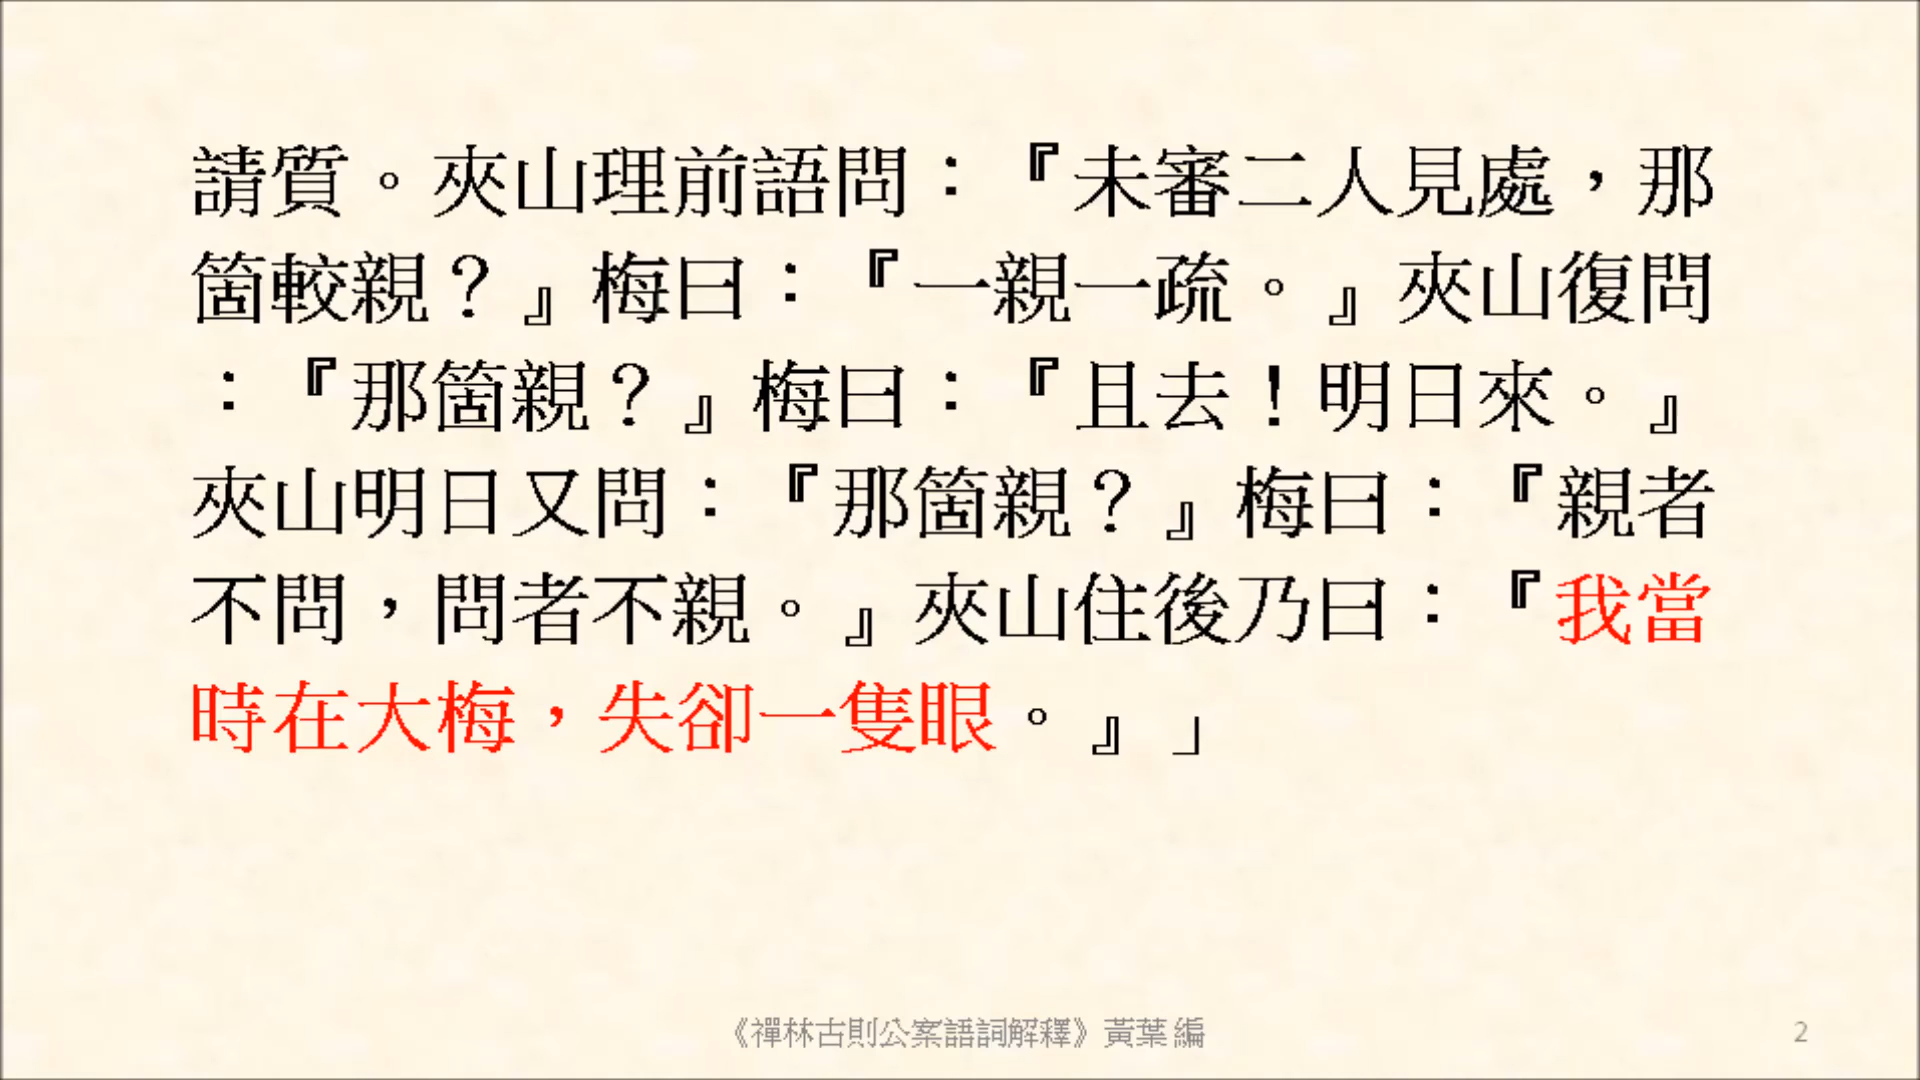 請質。夾山理前語問：『未審二人見處，那
箇較親？』梅曰：『一親一疏。』夾山復問
：『那箇親？』梅曰：『且去！明日來。』
夾山明日又問：『那箇親？』梅曰：『親者
不問，問者不親。』夾山住後乃曰：『我當
時在大梅，失卻一隻眼。』」
《禪林古則公案語詞解釋》黃葉 編
2